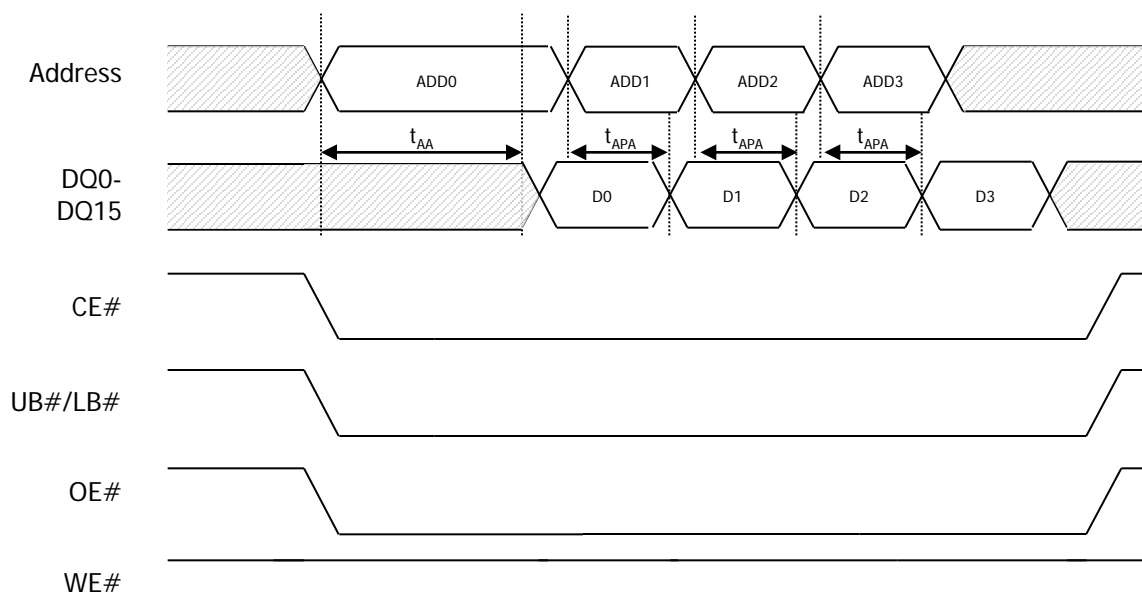 Address
ADD0 ADD1 ADD2 ADD3
tAA tAPA tAPA tAPA
DQ0-
DQ15
D0 D1 D2 D3
CE#
UB#/LB#
OE#
WE#